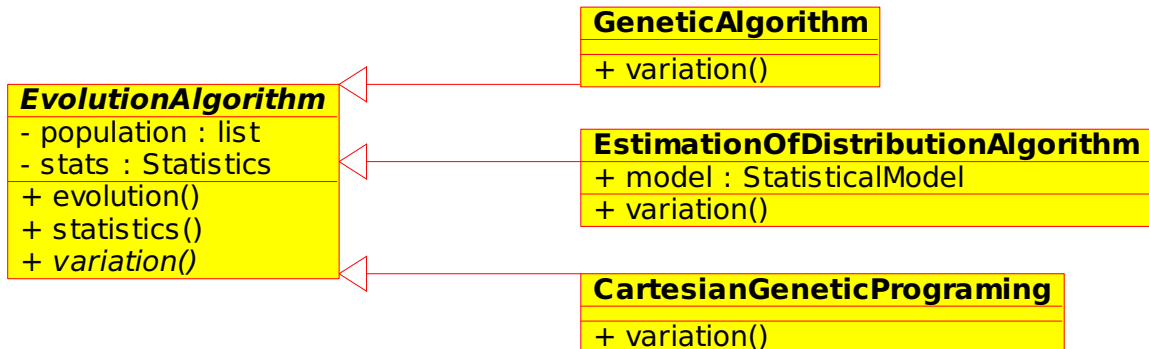 EvolutionAlgorithm
- population : list
- stats : Statistics
+ evolution()
+ statistics()
+ variation()
GeneticAlgorithm
+ variation()
EstimationOfDistributionAlgorithm
+ model : StatisticalModel
+ variation()
CartesianGeneticPrograming
+ variation()